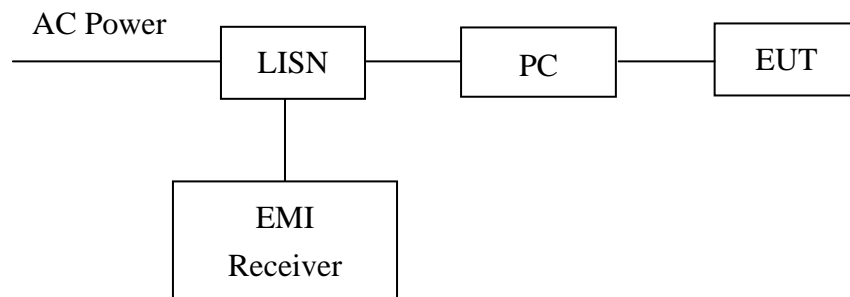 AC Power
LISN
PC
EUT
EMI
Receiver